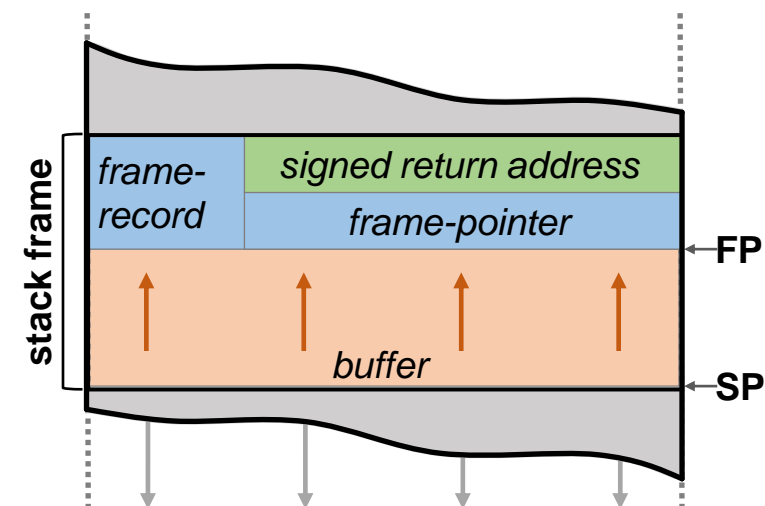 stack frame
frame-
record
signed return address
frame-pointer
FP
buffer
SP